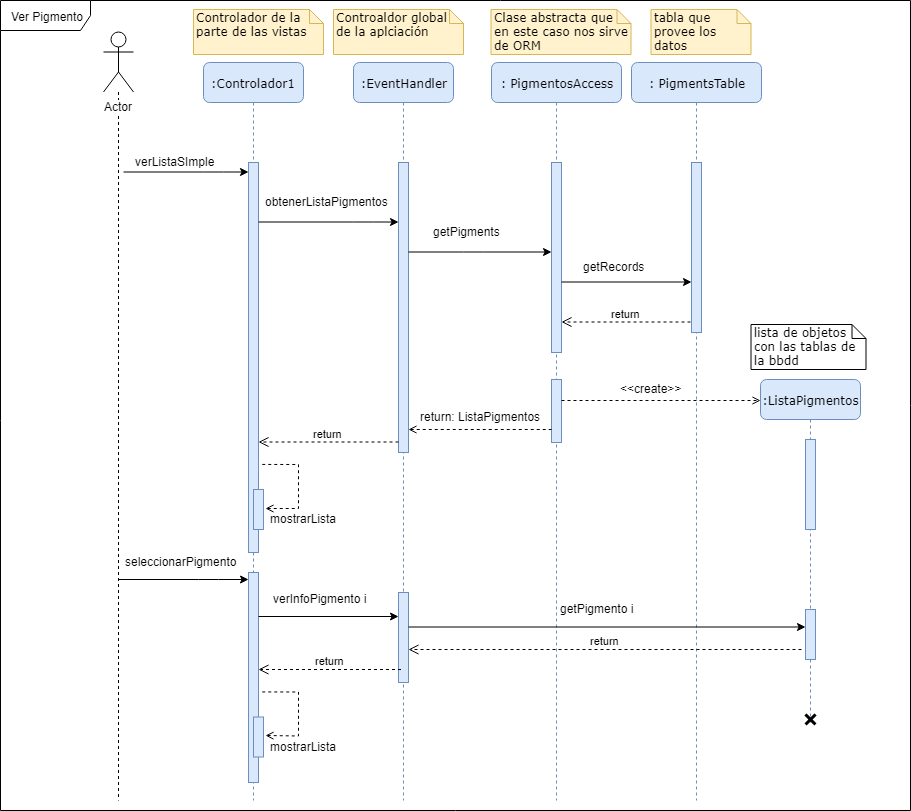 Ver Pigmento
Controlador de la
parte de las vistas
Controaldor global
de la aplciación
Clase abstracta que
en este caso nos sirve
de ORM
tabla que
provee los
datos
:Controlador1
:EventHandler
: PigmentosAccess
: PigmentsTable
Actor
verListaSImple
obtenerListaPigmentos
getPigments
getRecords
return
lista de objetos
con las tablas de
la bbdd
<<create>>
:ListaPigmentos
return: ListaPigmentos
return
mostrarLista
seleccionarPigmento
verInfoPigmento i
getPigmento i
return
return
mostrarLista